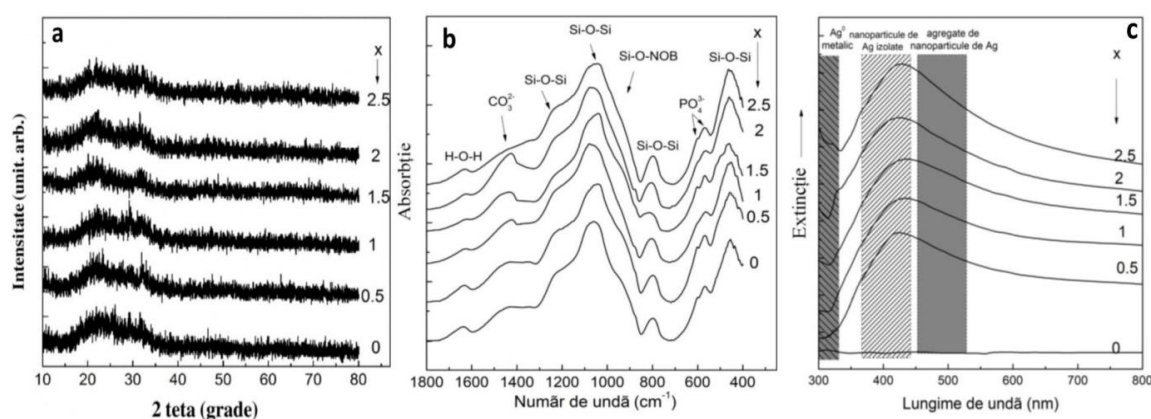 a
x
2.5
2
1.5
1
0.5
0
Intensitate (unit. arb.)
10 20 30 40 50 60 70 80
2 teta (grade)
b
Si-O-Si
x
Si-O-NOB
Si-O-Si
Si-O-Si
CO₃²⁻
PO₄³⁻
H-O-H
Si-O-Si
2.5
2
1.5
1
0.5
0
Absorbție
1800 1600 1400 1200 1000 800 600 400
Număr de undă (cm⁻¹)
c
Ag⁰ metalic
nanoparticule de Ag izolate
agregate de nanoparticule de Ag
x
2.5
2
1.5
1
0.5
0
Extincție
300 400 500 600 700 800
Lungime de undă (nm)